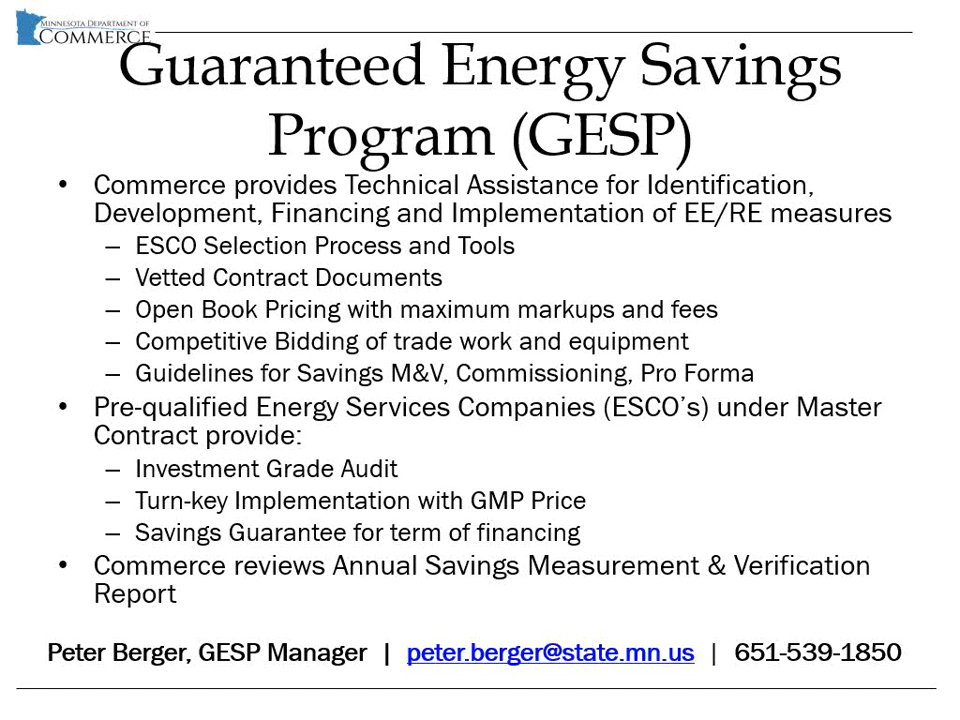 MINNESOTA DEPARTMENT OF
COMMERCE
Guaranteed Energy Savings
Program (GESP)
• Commerce provides Technical Assistance for Identification,
Development, Financing and Implementation of EE/RE measures
– ESCO Selection Process and Tools
– Vetted Contract Documents
– Open Book Pricing with maximum markups and fees
– Competitive Bidding of trade work and equipment
– Guidelines for Savings M&V, Commissioning, Pro Forma
• Pre-qualified Energy Services Companies (ESCO's) under Master
Contract provide:
– Investment Grade Audit
– Turn-key Implementation with GMP Price
– Savings Guarantee for term of financing
• Commerce reviews Annual Savings Measurement & Verification
Report
Peter Berger, GESP Manager | peter.berger@state.mn.us | 651-539-1850